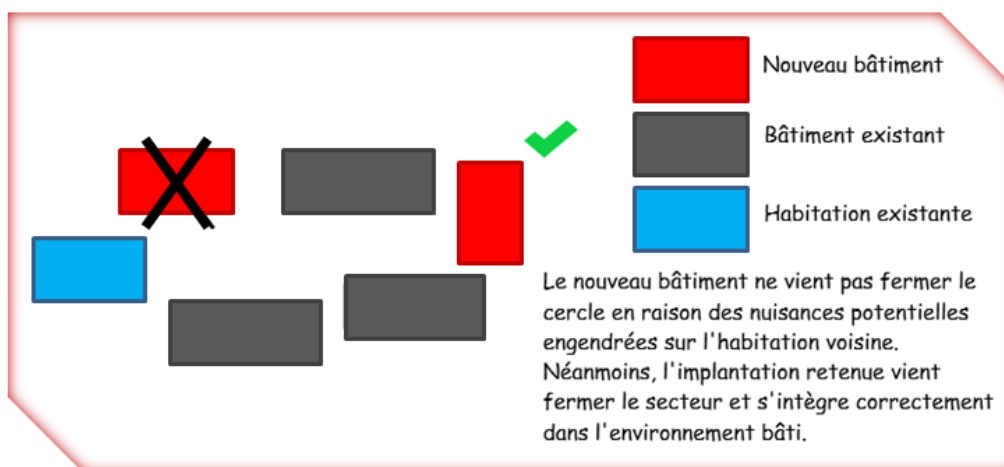 Nouveau bâtiment
Bâtiment existant
Habitation existante
Le nouveau bâtiment ne vient pas fermer le
cercle en raison des nuisances potentielles
engendrées sur l'habitation voisine.
Néanmoins, l'implantation retenue vient
fermer le secteur et s'intègre correctement
dans l'environnement bâti.